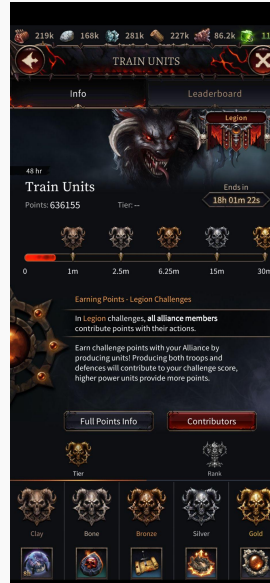 219k 168k 281k 227k 86.2k 11
TRAIN UNITS
Info Leaderboard
Legion
48 hr
Train Units
Ends in
Points: 636155 Tier: --
18h 01m 22s
0 1m 2.5m 6.25m 15m 30m
Earning Points - Legion Challenges
In Legion challenges, all alliance members
contribute points with their actions.
Earn challenge points with your Alliance by
producing units! Producing both troops and
defences will contribute to your challenge score,
higher power units provide more points.
Full Points Info Contributors
Tier Rank
Clay Bone Bronze Silver Gold